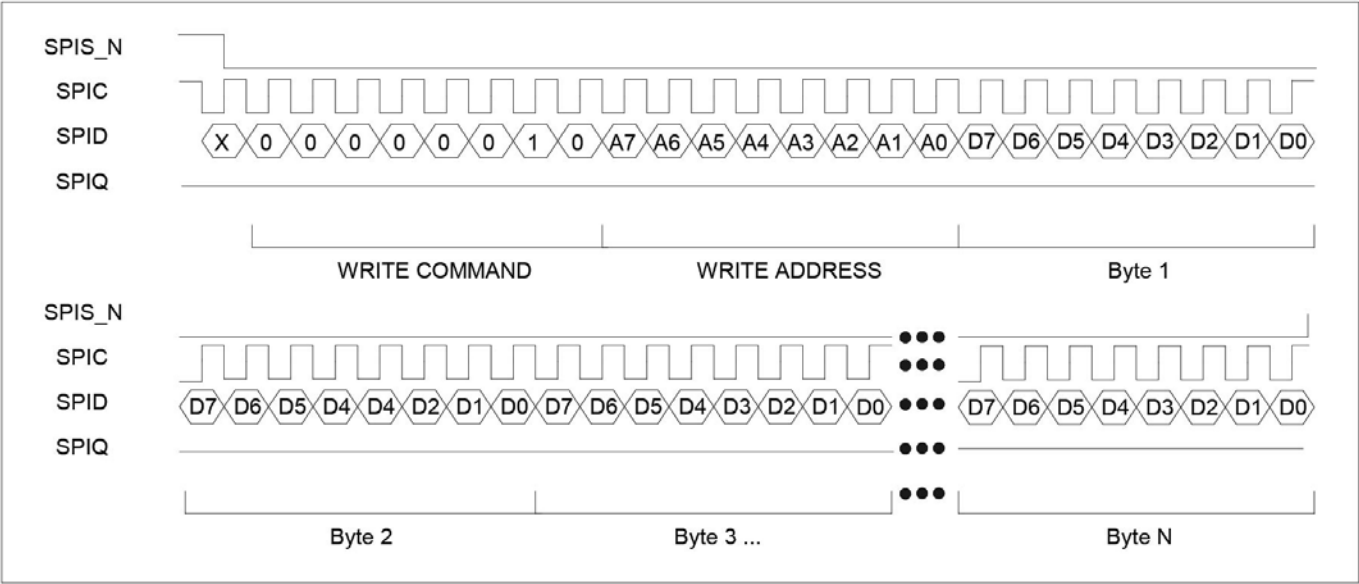 SPIS_N
SPIC
SPID X 0 0 0 0 0 0 1 0 A7 A6 A5 A4 A3 A2 A1 A0 D7 D6 D5 D4 D3 D2 D1 D0
SPIQ
WRITE COMMAND WRITE ADDRESS Byte 1
SPIS_N
SPIC
SPID D7 D6 D5 D4 D4 D2 D1 D0 D7 D6 D5 D4 D3 D2 D1 D0 D7 D6 D5 D4 D3 D2 D1 D0
SPIQ
Byte 2 Byte 3 ... Byte N